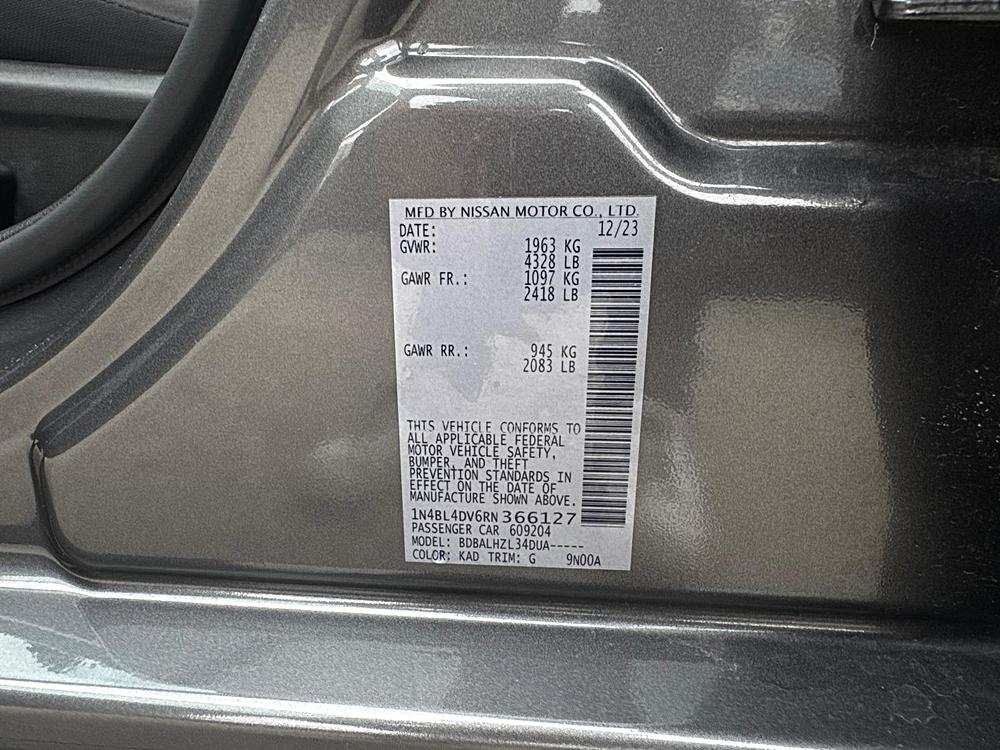 MFD BY NISSAN MOTOR CO., LTD.
DATE: 12/23
GVWR: 1963 KG
4328 LB
GAWR FR.: 1097 KG
2418 LB
GAWR RR.: 945 KG
2083 LB
THIS VEHICLE CONFORMS TO
ALL APPLICABLE FEDERAL
MOTOR VEHICLE SAFETY,
BUMPER, AND THEFT
PREVENTION STANDARDS IN
EFFECT ON THE DATE OF
MANUFACTURE SHOWN ABOVE.
1N4BL4DV6RN366127
PASSENGER CAR 609204
MODEL: BDBALHZL34DUA-----
COLOR: KAD TRIM: G 9N00A